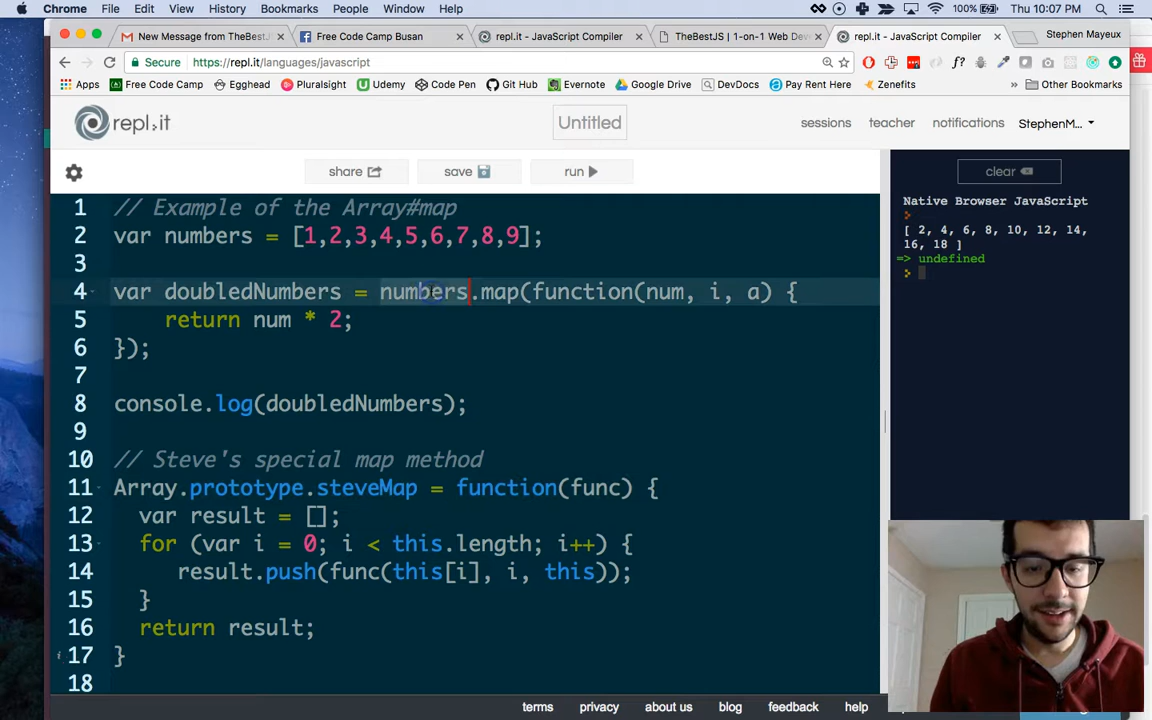 Chrome File Edit View History Bookmarks People Window Help 100% Thu 10:07 PM
New Message from TheBestJS Free Code Camp Busan repl.it - JavaScript Compiler TheBestJS | 1-on-1 Web Dev repl.it - JavaScript Compiler Stephen Mayeux
Secure https://repl.it/languages/javascript
Apps Free Code Camp Egghead Pluralsight Udemy Code Pen Git Hub Evernote Google Drive DevDocs Pay Rent Here Zenefits » Other Bookmarks
repl.it Untitled sessions teacher notifications StephenM...
share save run clear
1 // Example of the Array#map
2 var numbers = [1,2,3,4,5,6,7,8,9];
3
4 var doubledNumbers = numbers.map(function(num, i, a) {
5 return num * 2;
6 });
7
8 console.log(doubledNumbers);
9
10 // Steve's special map method
11 Array.prototype.steveMap = function(func) {
12 var result = [];
13 for (var i = 0; i < this.length; i++) {
14 result.push(func(this[i], i, this));
15 }
16 return result;
17 }
18
Native Browser JavaScript
[ 2, 4, 6, 8, 10, 12, 14,
16, 18 ]
=> undefined
terms privacy about us blog feedback help